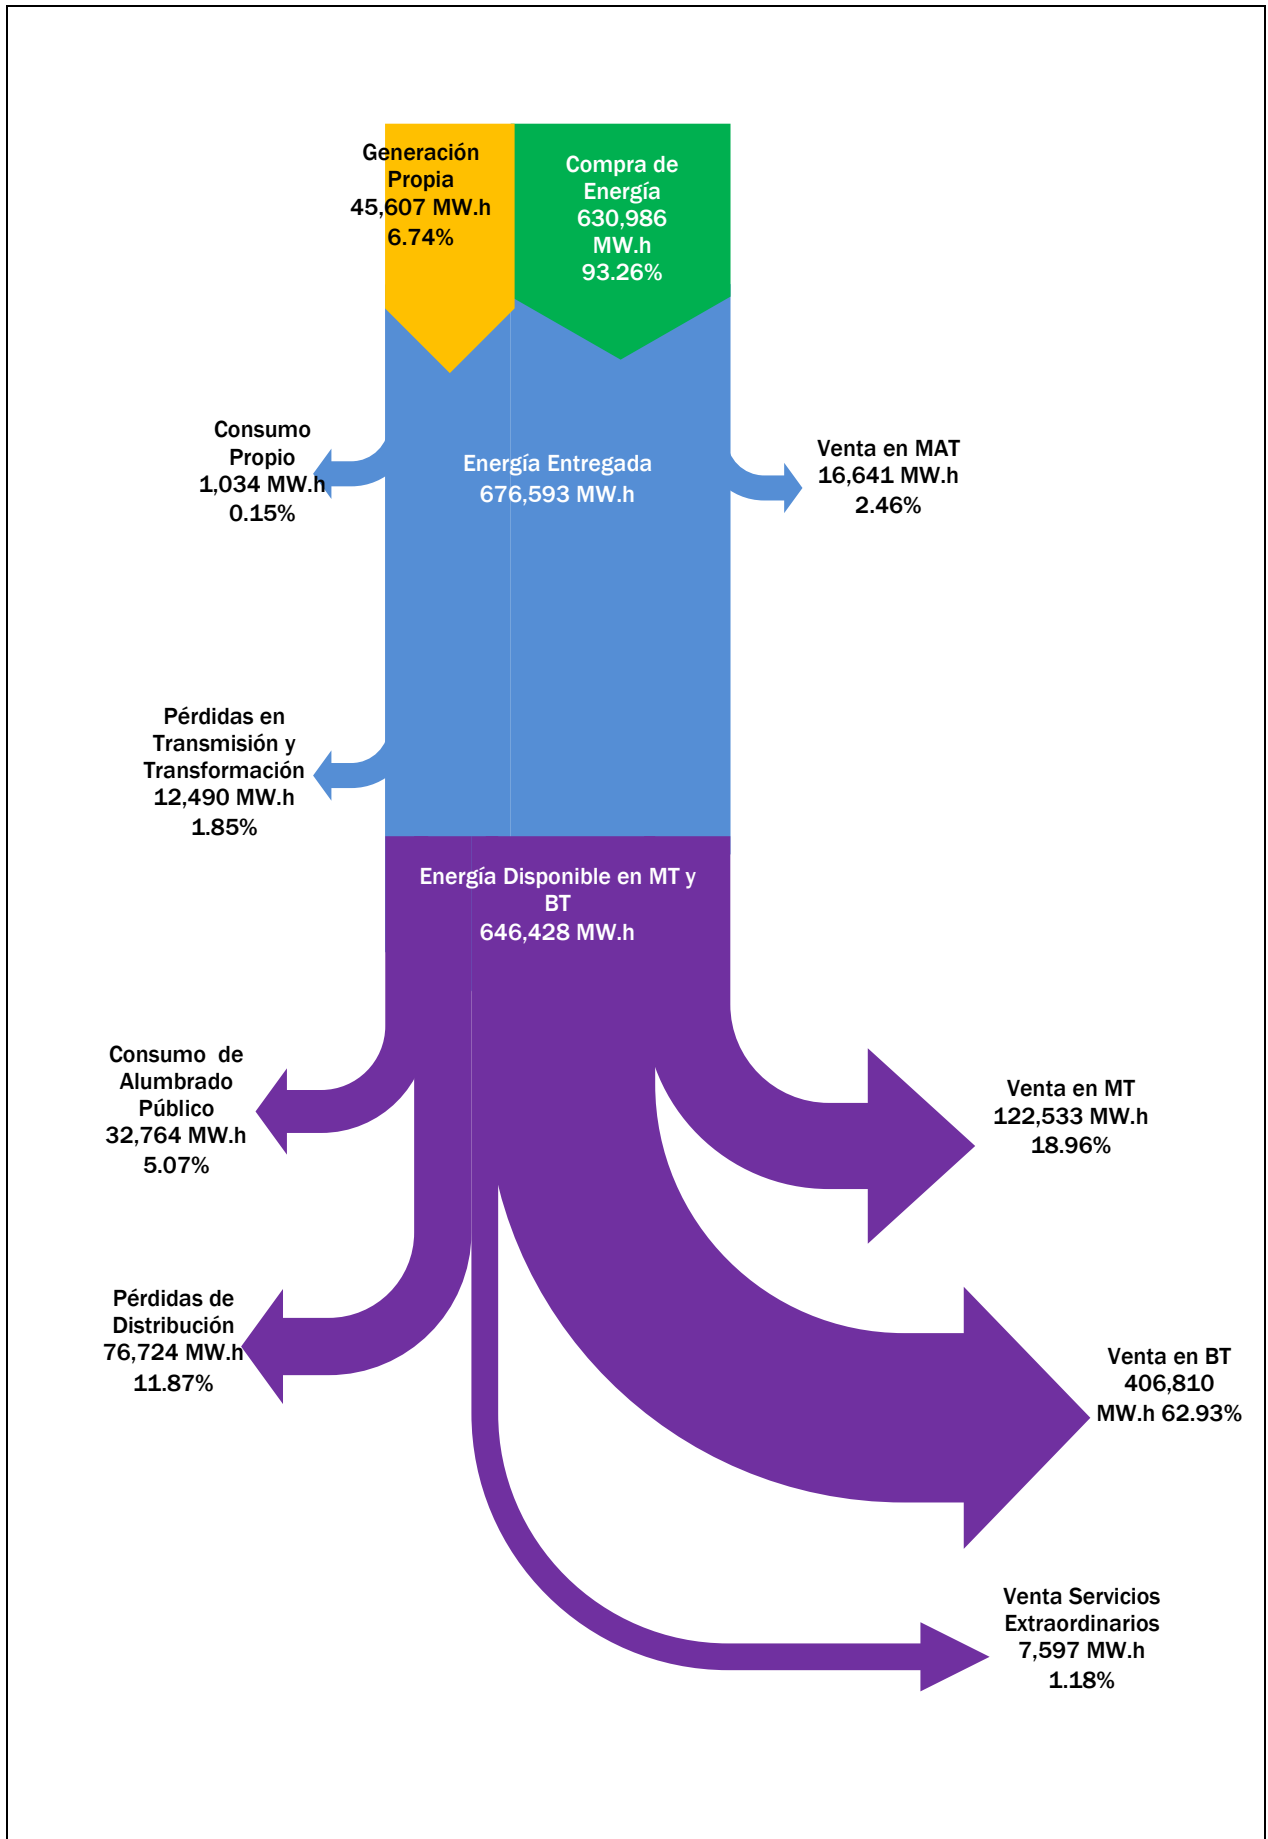 Generación
Propia
45,607 MW.h
6.74%
Compra de
Energía
630,986
MW.h
93.26%
Consumo
Propio
1,034 MW.h
0.15%
Energía Entregada
676,593 MW.h
Venta en MAT
16,641 MW.h
2.46%
Pérdidas en
Transmisión y
Transformación
12,490 MW.h
1.85%
Energía Disponible en MT y
BT
646,428 MW.h
Consumo  de
Alumbrado
Público
32,764 MW.h
5.07%
Venta en MT
122,533 MW.h
18.96%
Pérdidas de
Distribución
76,724 MW.h
11.87%
Venta en BT
406,810
MW.h 62.93%
Venta Servicios
Extraordinarios
7,597 MW.h
1.18%